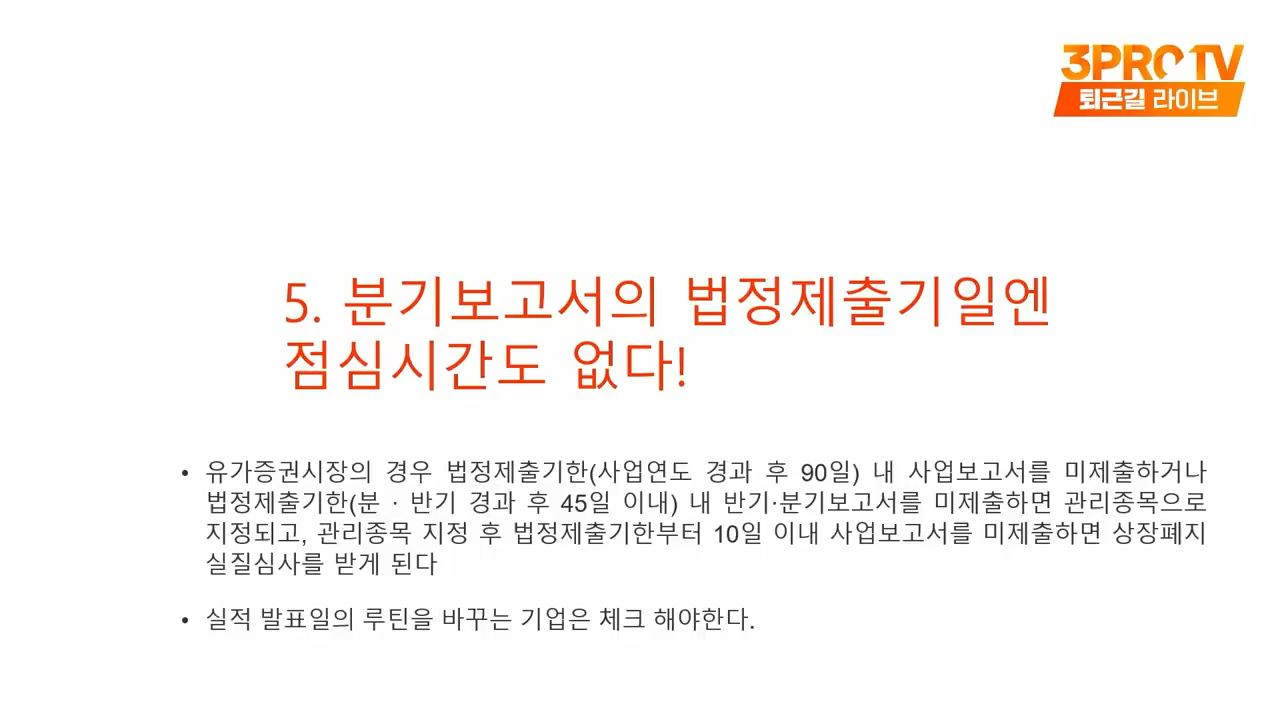 3PRO TV
퇴근길 라이브
5. 분기보고서의 법정제출기일엔
점심시간도 없다!
• 유가증권시장의 경우 법정제출기한(사업연도 경과 후 90일) 내 사업보고서를 미제출하거나
법정제출기한(분 · 반기 경과 후 45일 이내) 내 반기·분기보고서를 미제출하면 관리종목으로
지정되고, 관리종목 지정 후 법정제출기한부터 10일 이내 사업보고서를 미제출하면 상장폐지
실질심사를 받게 된다
• 실적 발표일의 루틴을 바꾸는 기업은 체크 해야한다.